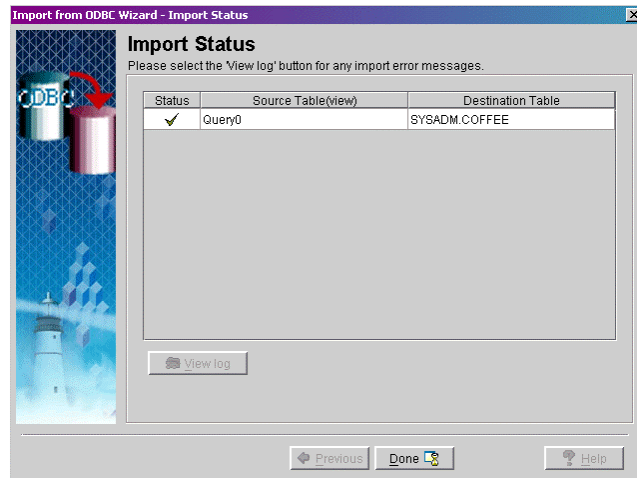 Import from ODBC Wizard - Import Status
Import Status
Please select the 'View log' button for any import error messages.
ODBC
Status Source Table(view) Destination Table
Query0 SYSADM.COFFEE
View log
Previous Done Help